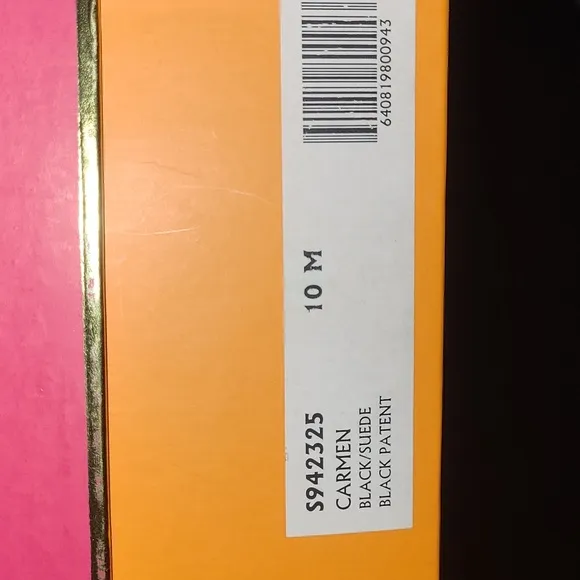 S942325
CARMEN
BLACK/SUEDE
BLACK PATENT
10 M
640819800943